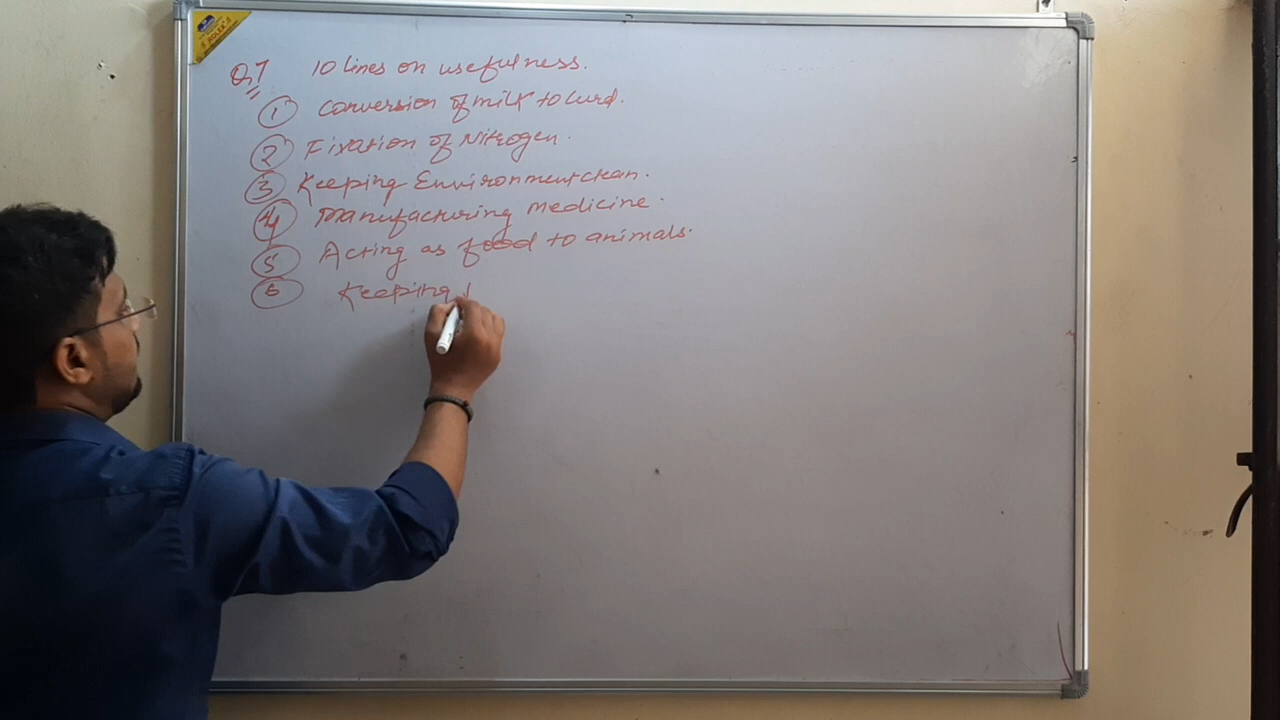 Q.7 10 lines on usefulness.
1 Conversion of milk to curd.
2 Fixation of Nitrogen.
3 Keeping Environment clean.
4 Manufacturing medicine.
5 Acting as food to animals.
6 Keeping